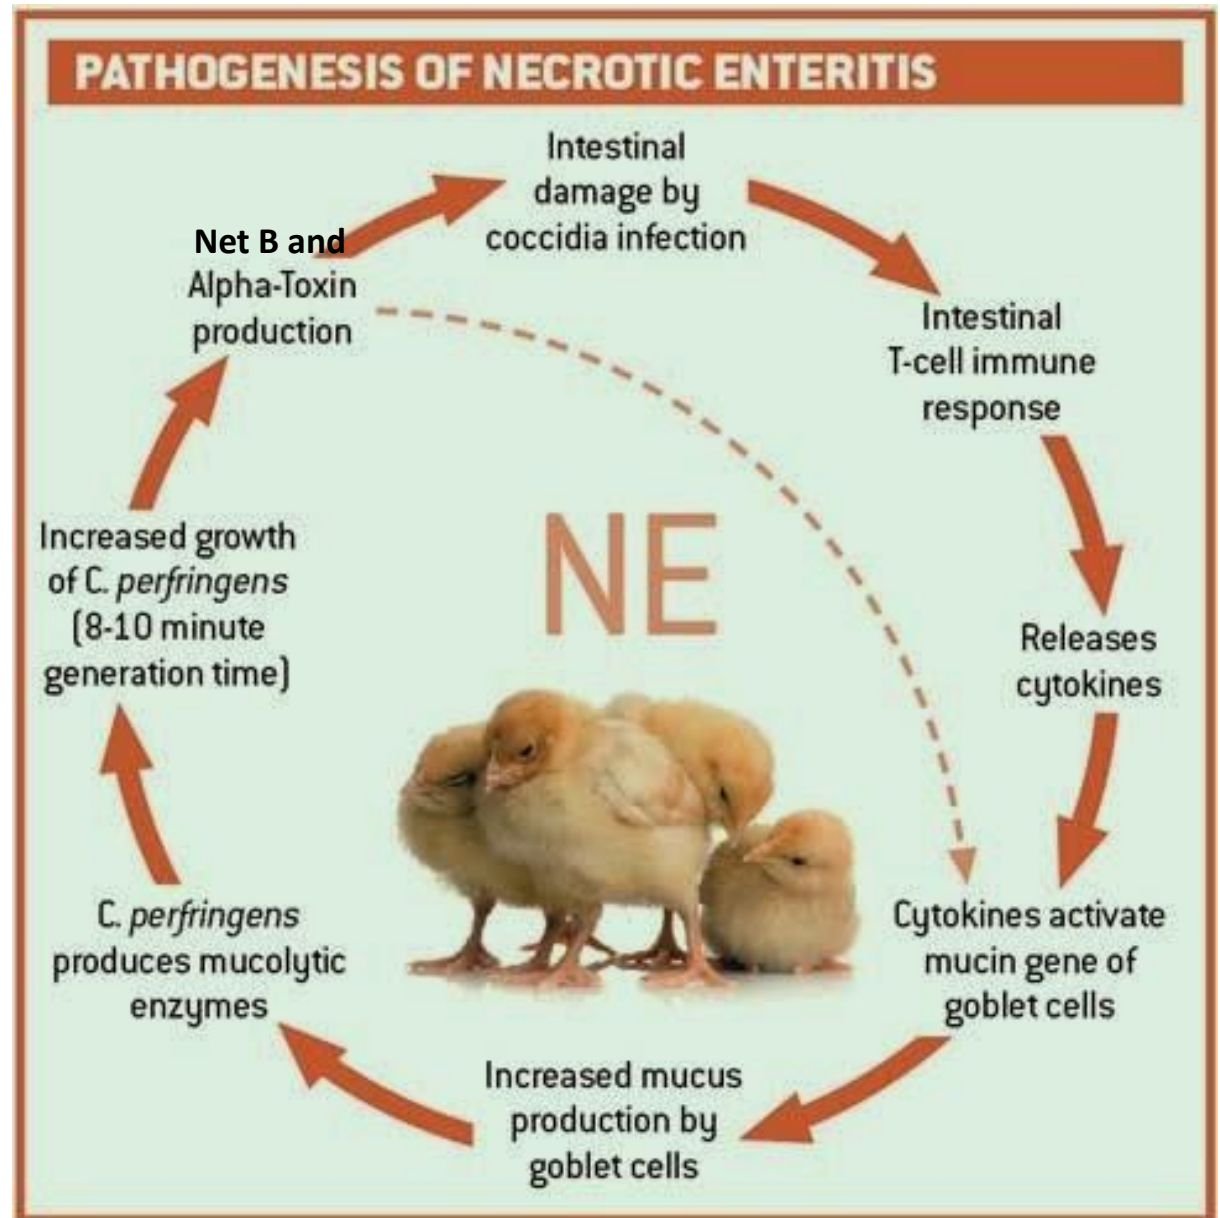 PATHOGENESIS OF NECROTIC ENTERITIS
Intestinal
damage by
coccidia infection
Intestinal
T-cell immune
response
Releases
cytokines
Cytokines activate
mucin gene of
goblet cells
Increased mucus
production by
goblet cells
C. perfringens
produces mucolytic
enzymes
Increased growth
of C. perfringens
(8-10 minute
generation time)
Net B and
Alpha-Toxin
production
NE